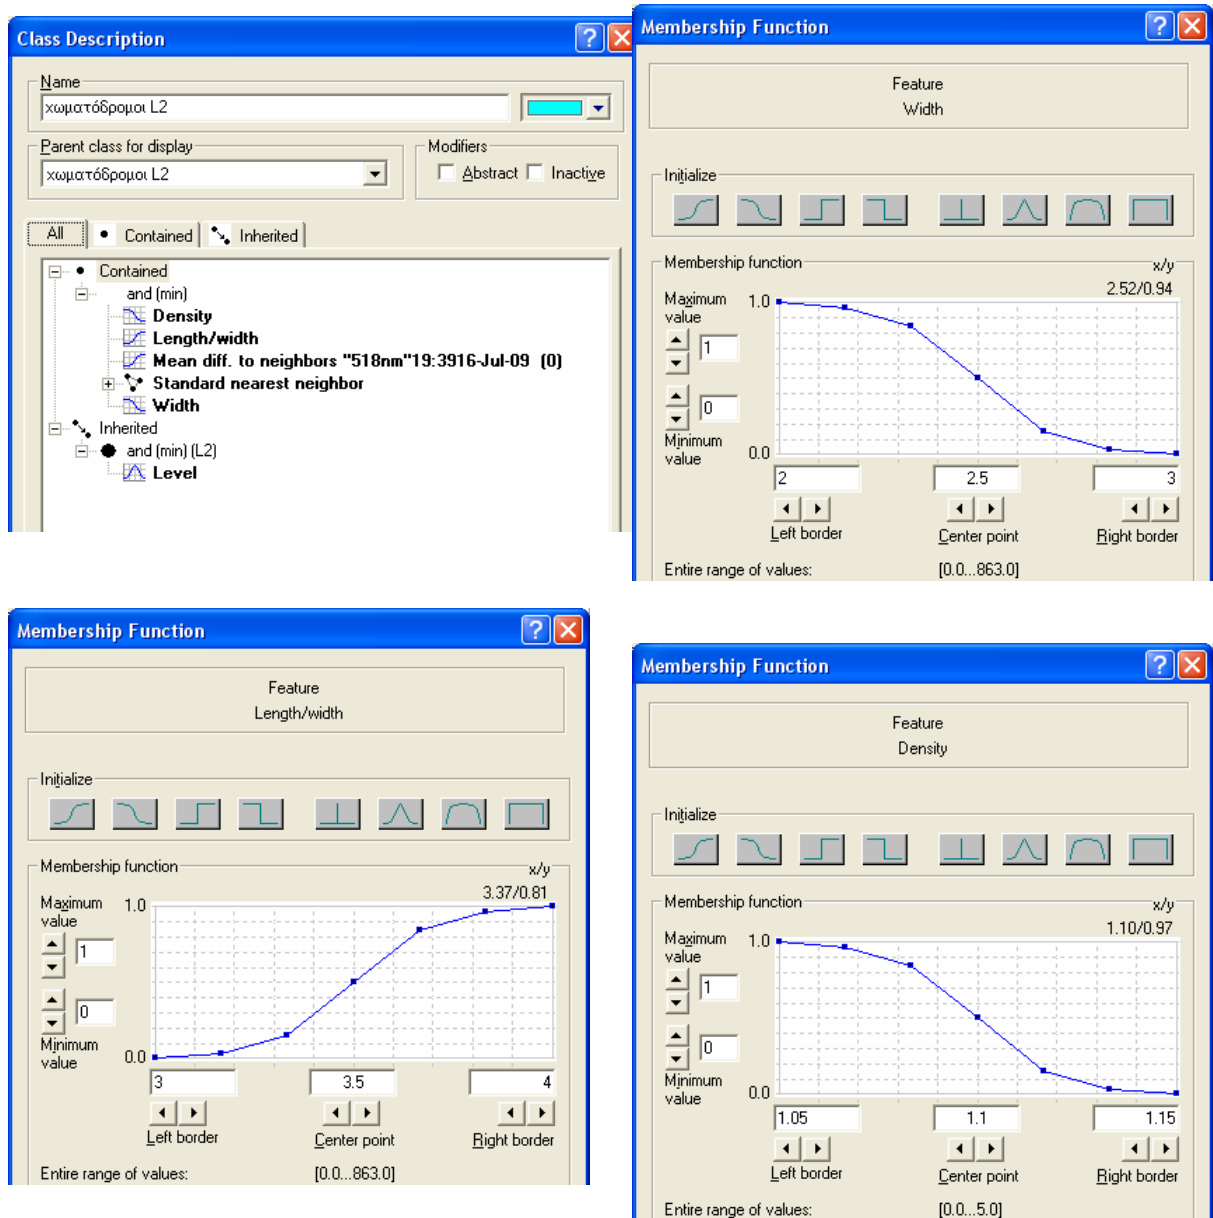 Class Description
Name
χωματόδρομοι L2
Parent class for display
χωματόδρομοι L2
Modifiers
Abstract
Inactive
All
Contained
Inherited
Contained
and (min)
Density
Length/width
Mean diff. to neighbors "518nm"19:3916-Jul-09 (0)
Standard nearest neighbor
Width
Inherited
and (min) (L2)
Level
Membership Function
Feature
Width
Initialize
Membership function
x/y
2.52/0.94
Maximum
value
1.0
1
0
Minimum
value
0.0
2
2.5
3
Left border
Center point
Right border
Entire range of values:
[0.0...863.0]
Membership Function
Feature
Length/width
Initialize
Membership function
x/y
3.37/0.81
Maximum
value
1.0
1
0
Minimum
value
0.0
3
3.5
4
Left border
Center point
Right border
Entire range of values:
[0.0...863.0]
Membership Function
Feature
Density
Initialize
Membership function
x/y
1.10/0.97
Maximum
value
1.0
1
0
Minimum
value
0.0
1.05
1.1
1.15
Left border
Center point
Right border
Entire range of values:
[0.0...5.0]